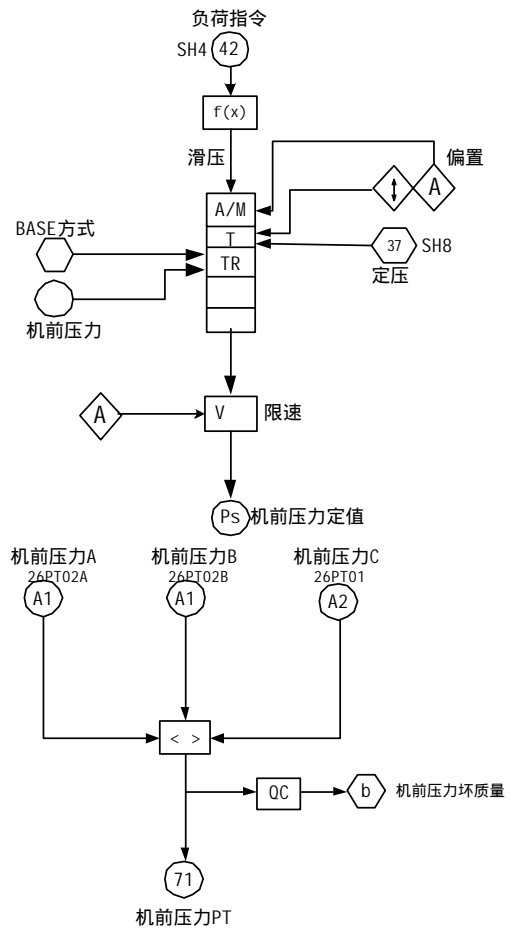 负荷指令
SH4 42
f(x)
滑压
偏置
A/M
A
BASE方式
T
37 SH8
TR
定压
机前压力
A
V 限速
Ps 机前压力定值
机前压力A 机前压力B 机前压力C
26PT02A 26PT02B 26PT01
A1 A1 A2
< >
QC b 机前压力坏质量
71
机前压力PT